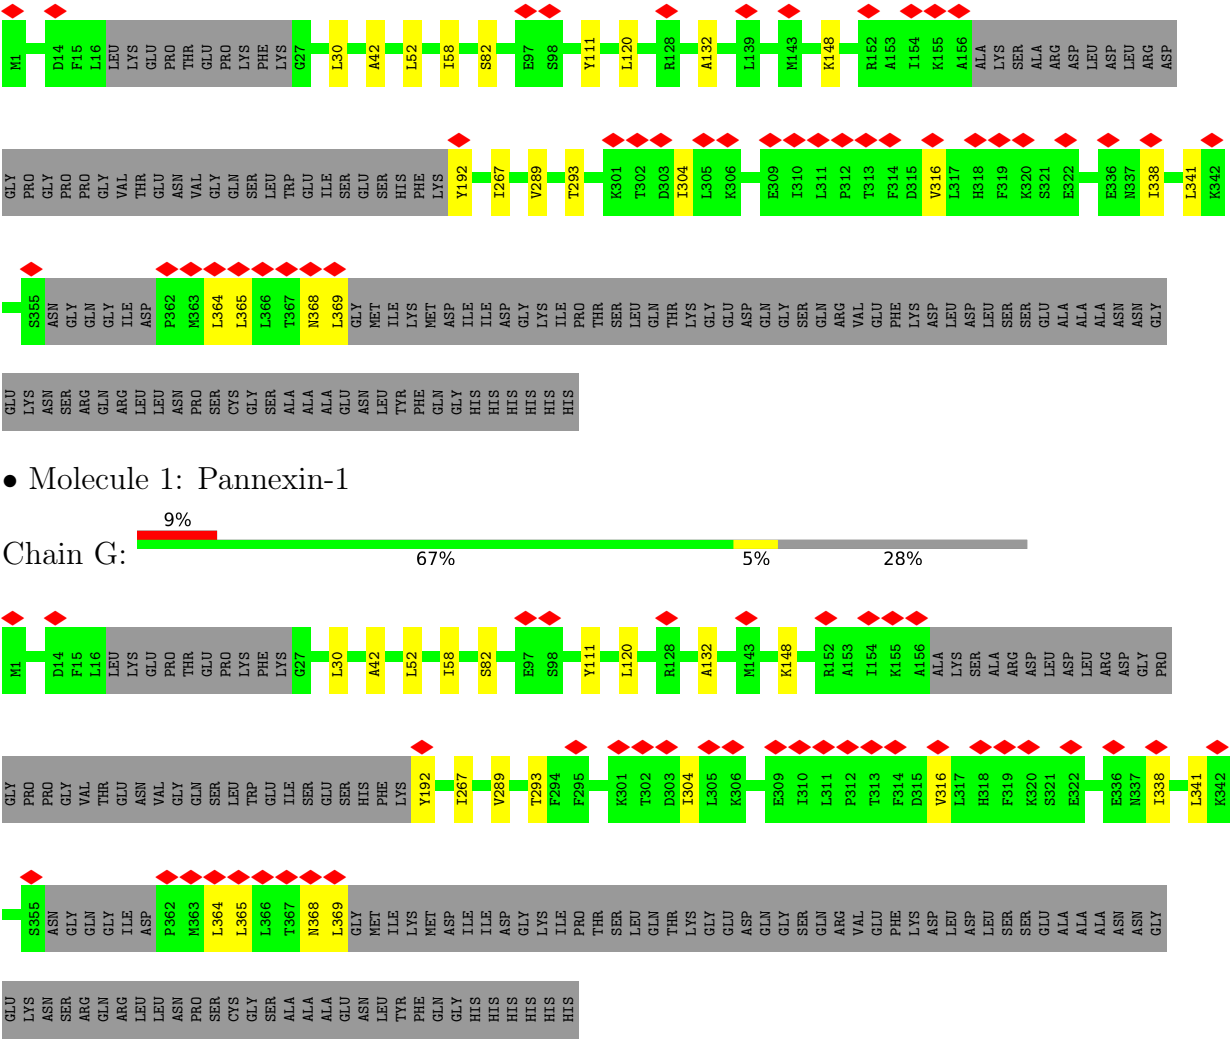 M1 D14 F15 L16 LEU LYS GLU PRO THR GLU PRO LYS PHE LYS G27 L30 A42 L52 I58 S82 E97 S98 Y111 L120 R128 A132 L139 M143 K148 R152 A153 I154 K155 A156 ALA LYS SER ALA ARG ASP LEU ASP LEU ARG ASP
GLY PRO GLY PRO PRO GLY VAL THR GLU ASN VAL GLY GLN SER LEU TRP GLU ILE SER GLU SER HIS PHE LYS Y192 I267 V289 T293 K301 T302 D303 I304 L305 K306 E309 I310 L311 P312 T313 F314 D315 V316 L317 H318 F319 K320 S321 E322 E336 N337 I338 L341 K342
S355 ASN GLY GLN GLY ILE ASP P362 M363 L364 L365 L366 T367 N368 L369 GLY MET ILE LYS MET ASP ILE ILE ASP GLY LYS ILE PRO THR SER LEU GLN THR LYS GLY GLU ASP GLN GLY SER GLN ARG VAL GLU PHE LYS ASP LEU ASP LEU SER SER GLU ALA ALA ALA ASN ASN GLY
GLU LYS ASN SER ARG GLN ARG LEU LEU ASN PRO SER CYS GLY SER ALA ALA ALA GLU ASN LEU TYR PHE GLN GLY HIS HIS HIS HIS HIS HIS
• Molecule 1: Pannexin-1
9%
Chain G:
67% 5% 28%
M1 D14 F15 L16 LEU LYS GLU PRO THR GLU PRO LYS PHE LYS G27 L30 A42 L52 I58 S82 E97 S98 Y111 L120 R128 A132 M143 K148 R152 A153 I154 K155 A156 ALA LYS SER ALA ARG ASP LEU ASP LEU ARG ASP GLY PRO
GLY PRO PRO GLY VAL THR GLU ASN VAL GLY GLN SER LEU TRP GLU ILE SER GLU SER HIS PHE LYS Y192 I267 V289 T293 F294 F295 K301 T302 D303 I304 L305 K306 E309 I310 L311 P312 T313 F314 D315 V316 L317 H318 F319 K320 S321 E322 E336 N337 I338 L341 K342
S355 ASN GLY GLN GLY ILE ASP P362 M363 L364 L365 L366 T367 N368 L369 GLY MET ILE LYS MET ASP ILE ILE ASP GLY LYS ILE PRO THR SER LEU GLN THR LYS GLY GLU ASP GLN GLY SER GLN ARG VAL GLU PHE LYS ASP LEU ASP LEU SER SER GLU ALA ALA ALA ASN ASN GLY
GLU LYS ASN SER ARG GLN ARG LEU LEU ASN PRO SER CYS GLY SER ALA ALA ALA GLU ASN LEU TYR PHE GLN GLY HIS HIS HIS HIS HIS HIS